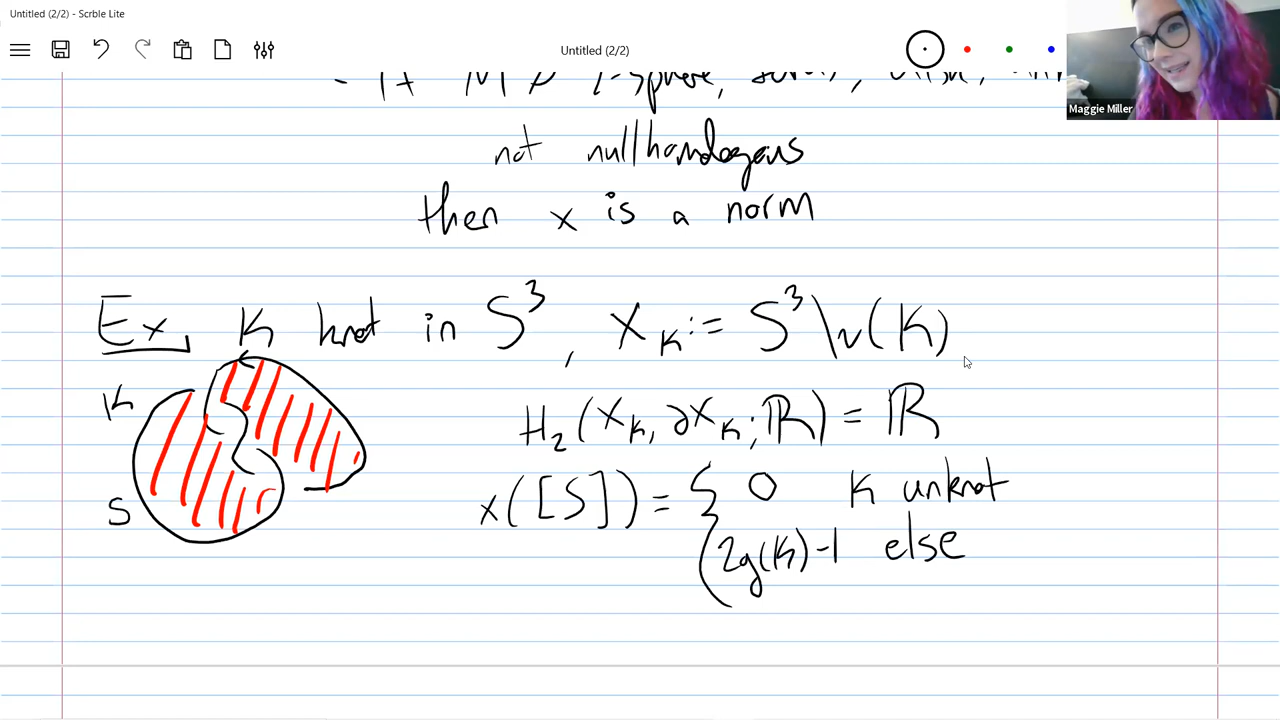 Untitled (2/2) - Scrble Lite
Untitled (2/2)
Maggie Miller
not nullhomologous
then x is a norm
Ex. K knot in S³, X_K := S³\ν(K)
K
H₂(X_K, ∂X_K; ℝ) = ℝ
S
x([S]) = { 0 K unknot
2g(K)-1 else